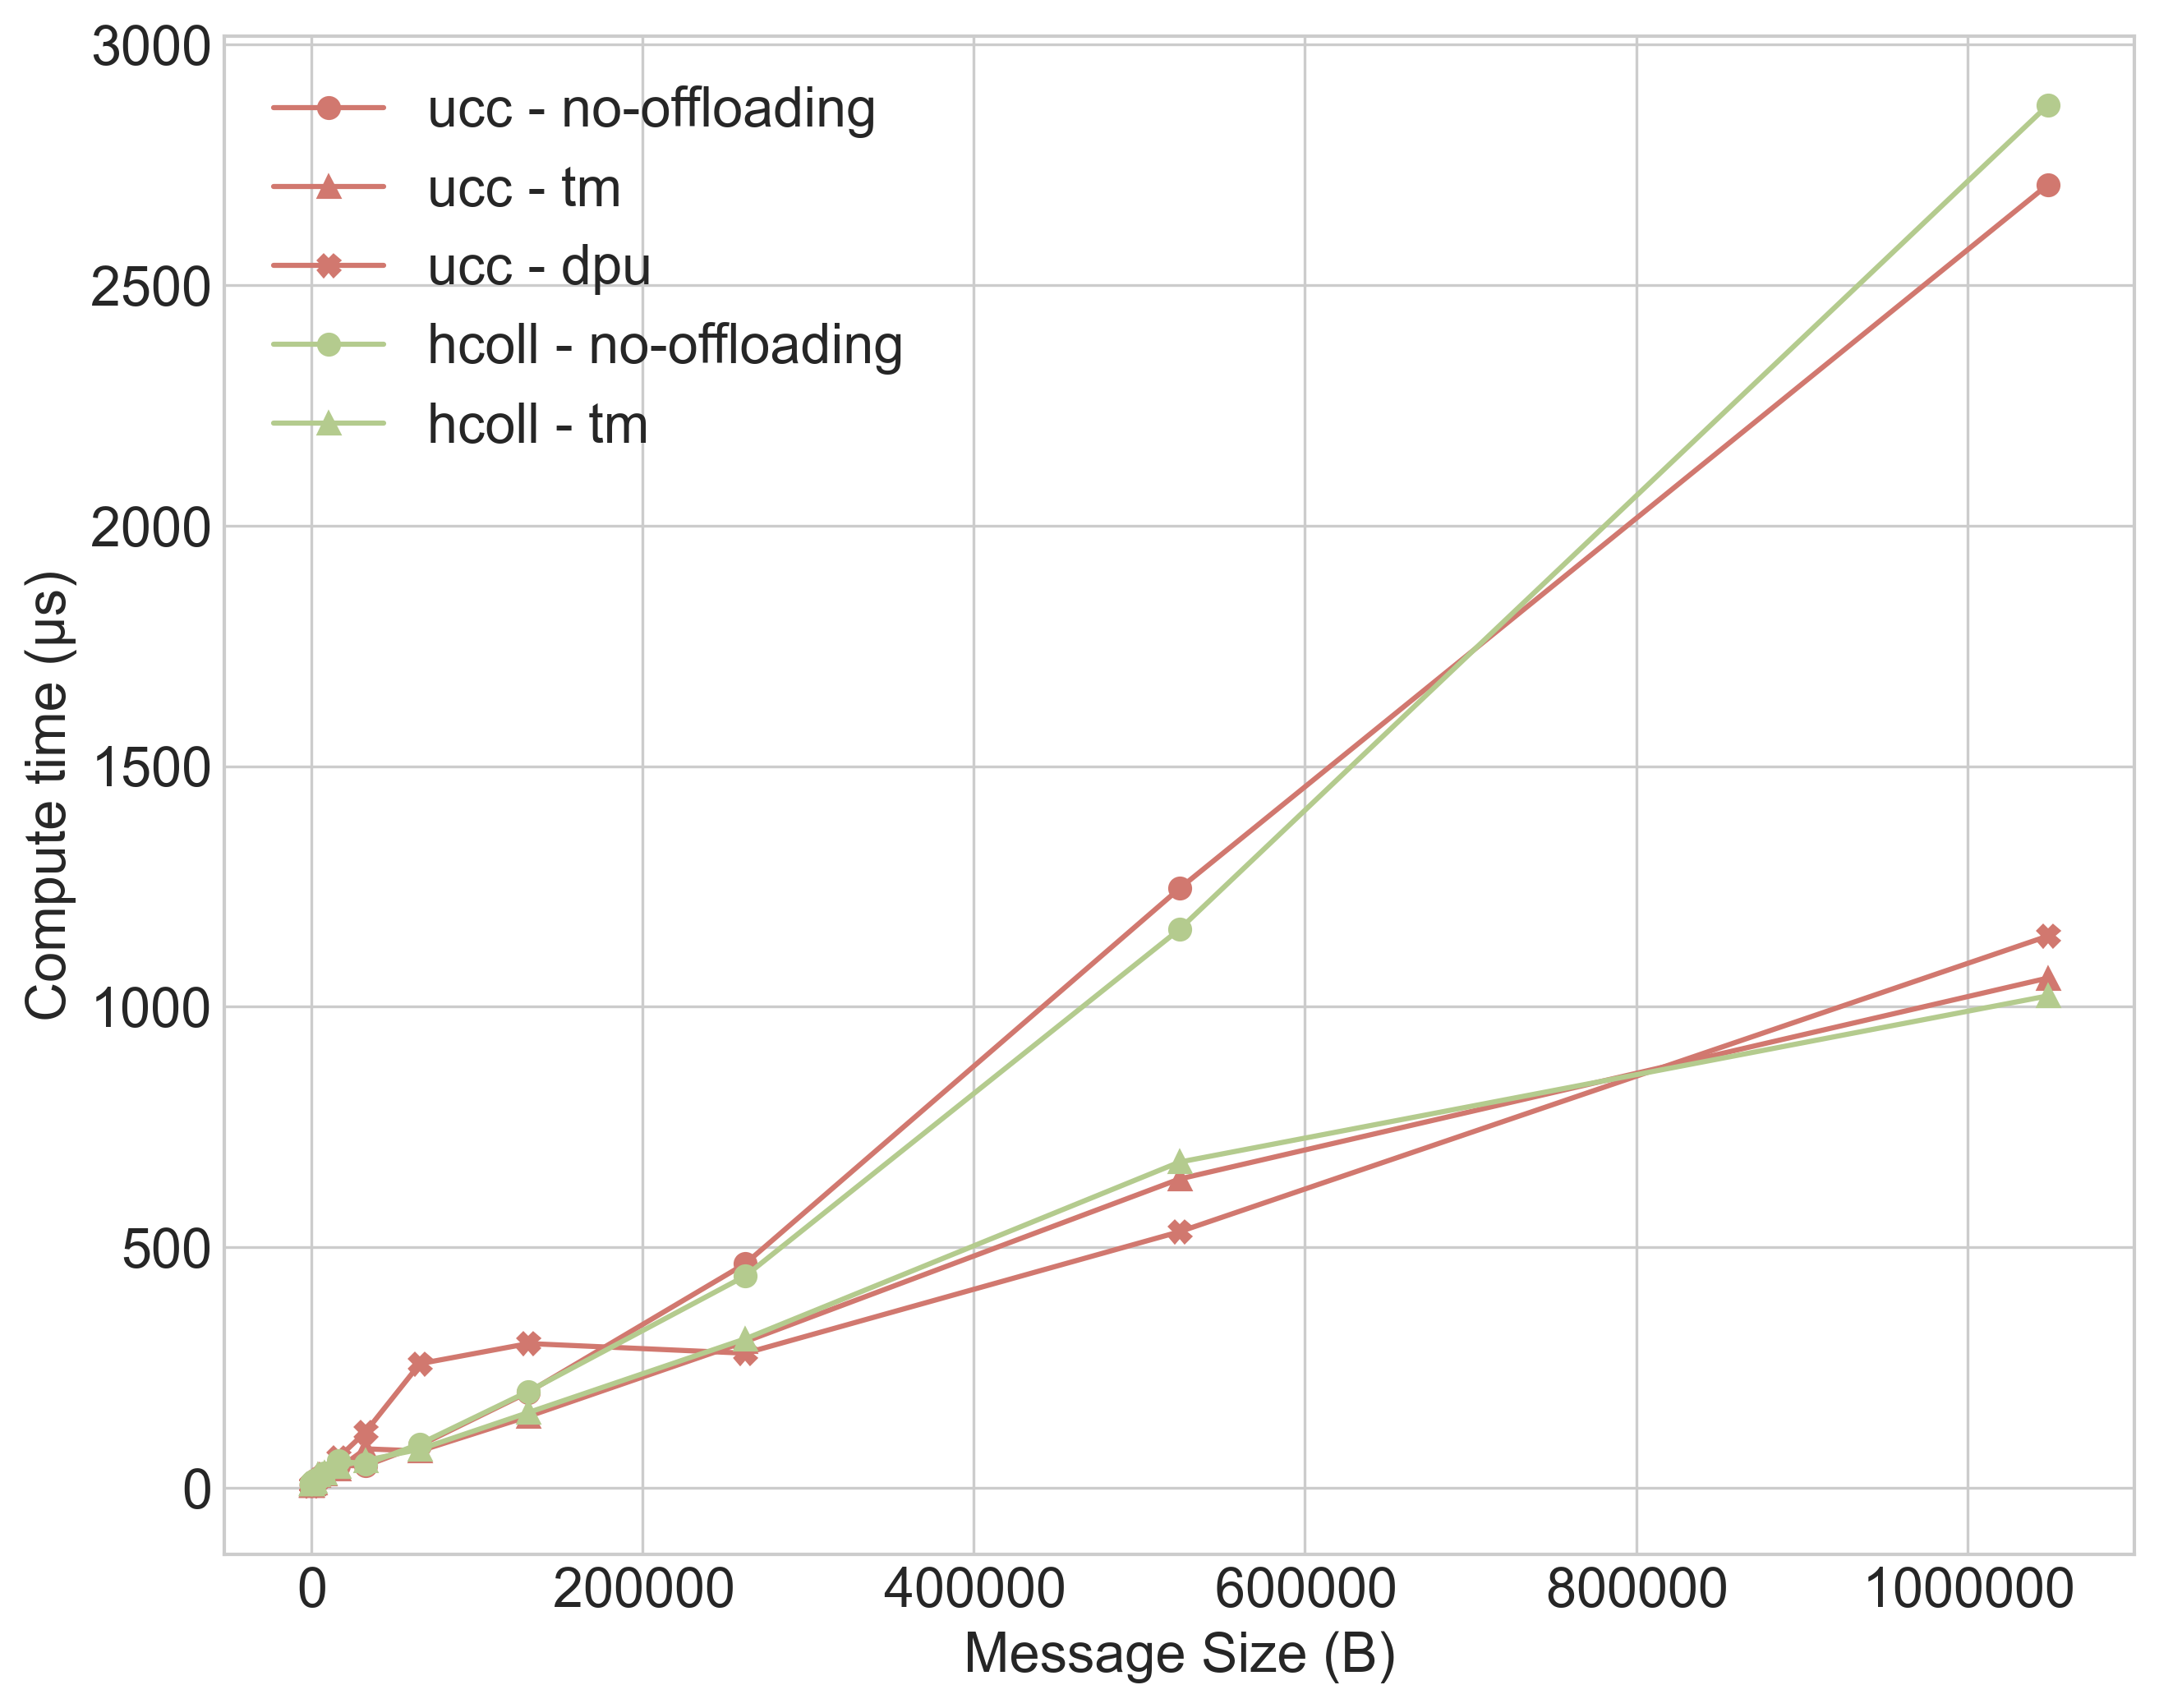 3000
2500
2000
1500
1000
500
0
Compute time (µs)
ucc - no-offloading
ucc - tm
ucc - dpu
hcoll - no-offloading
hcoll - tm
0 200000 400000 600000 800000 1000000
Message Size (B)